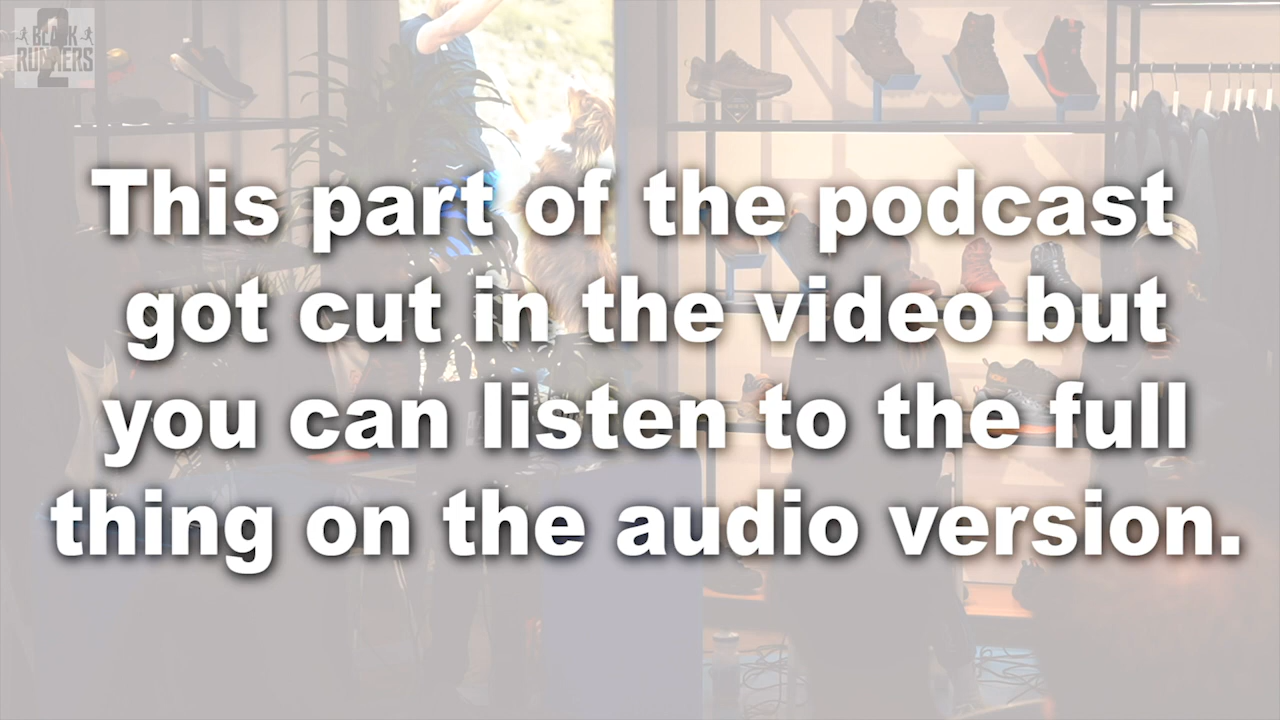 2
BLACK
RUNNERS
This part of the podcast
got cut in the video but
you can listen to the full
thing on the audio version.